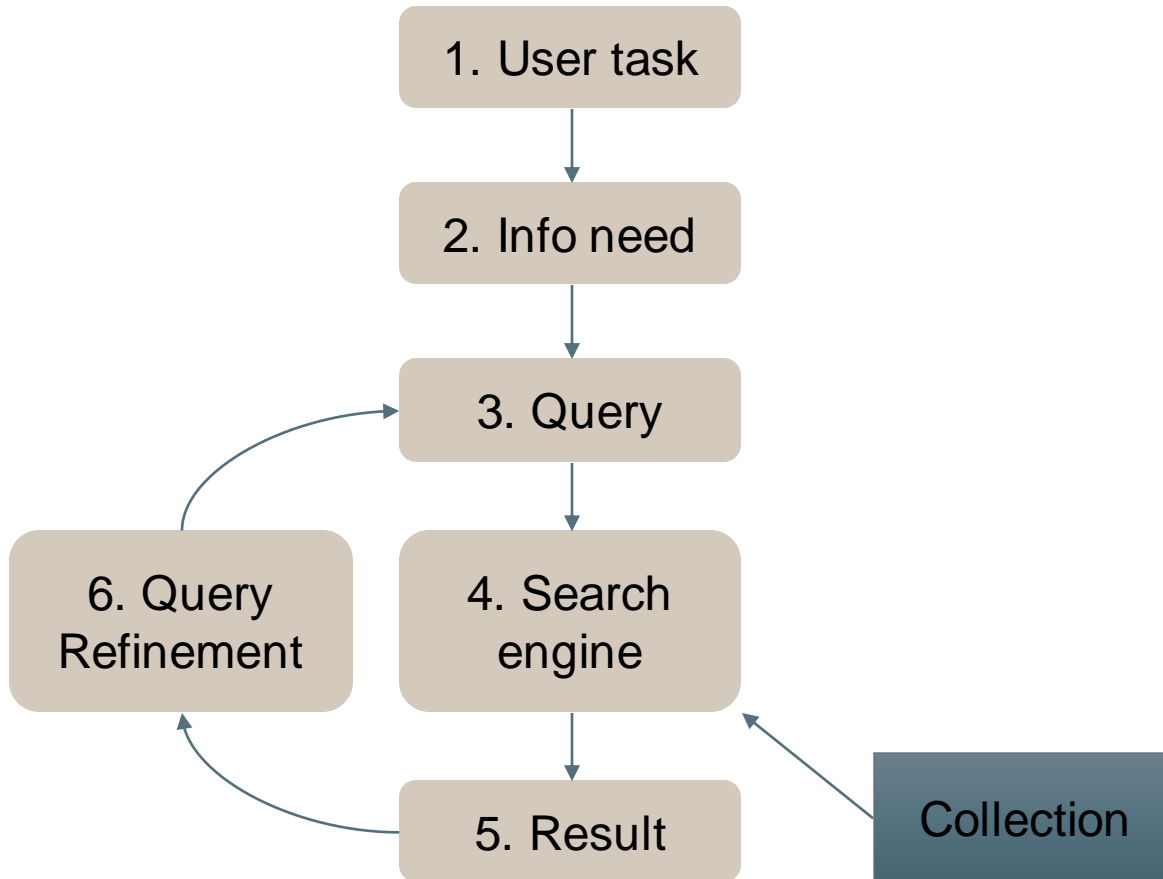 1. User task
2. Info need
3. Query
6. Query
Refinement
4. Search
engine
5. Result
Collection